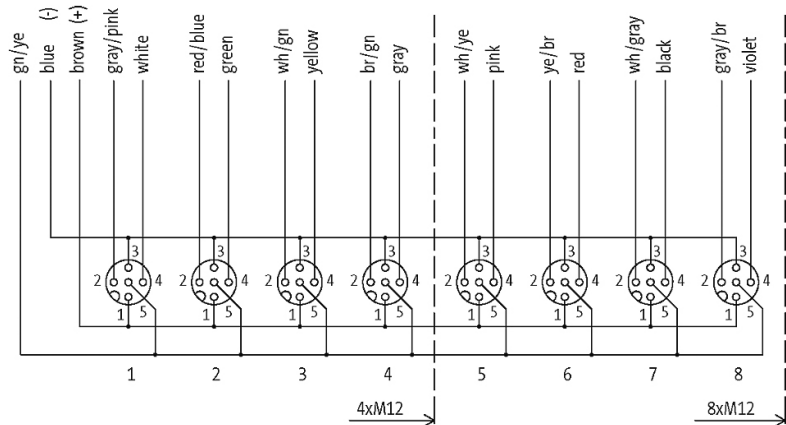 gn/ye
blue (-)
brown (+)
gray/pink
white
red/blue
green
wh/gn
yellow
br/gn
gray
wh/ye
pink
ye/br
red
wh/gray
black
gray/br
violet
3 3 3 3 3 3 3 3
2 4 2 4 2 4 2 4 2 4 2 4 2 4 2 4
1 5 1 5 1 5 1 5 1 5 1 5 1 5 1 5
1 2 3 4 5 6 7 8
4xM12 8xM12